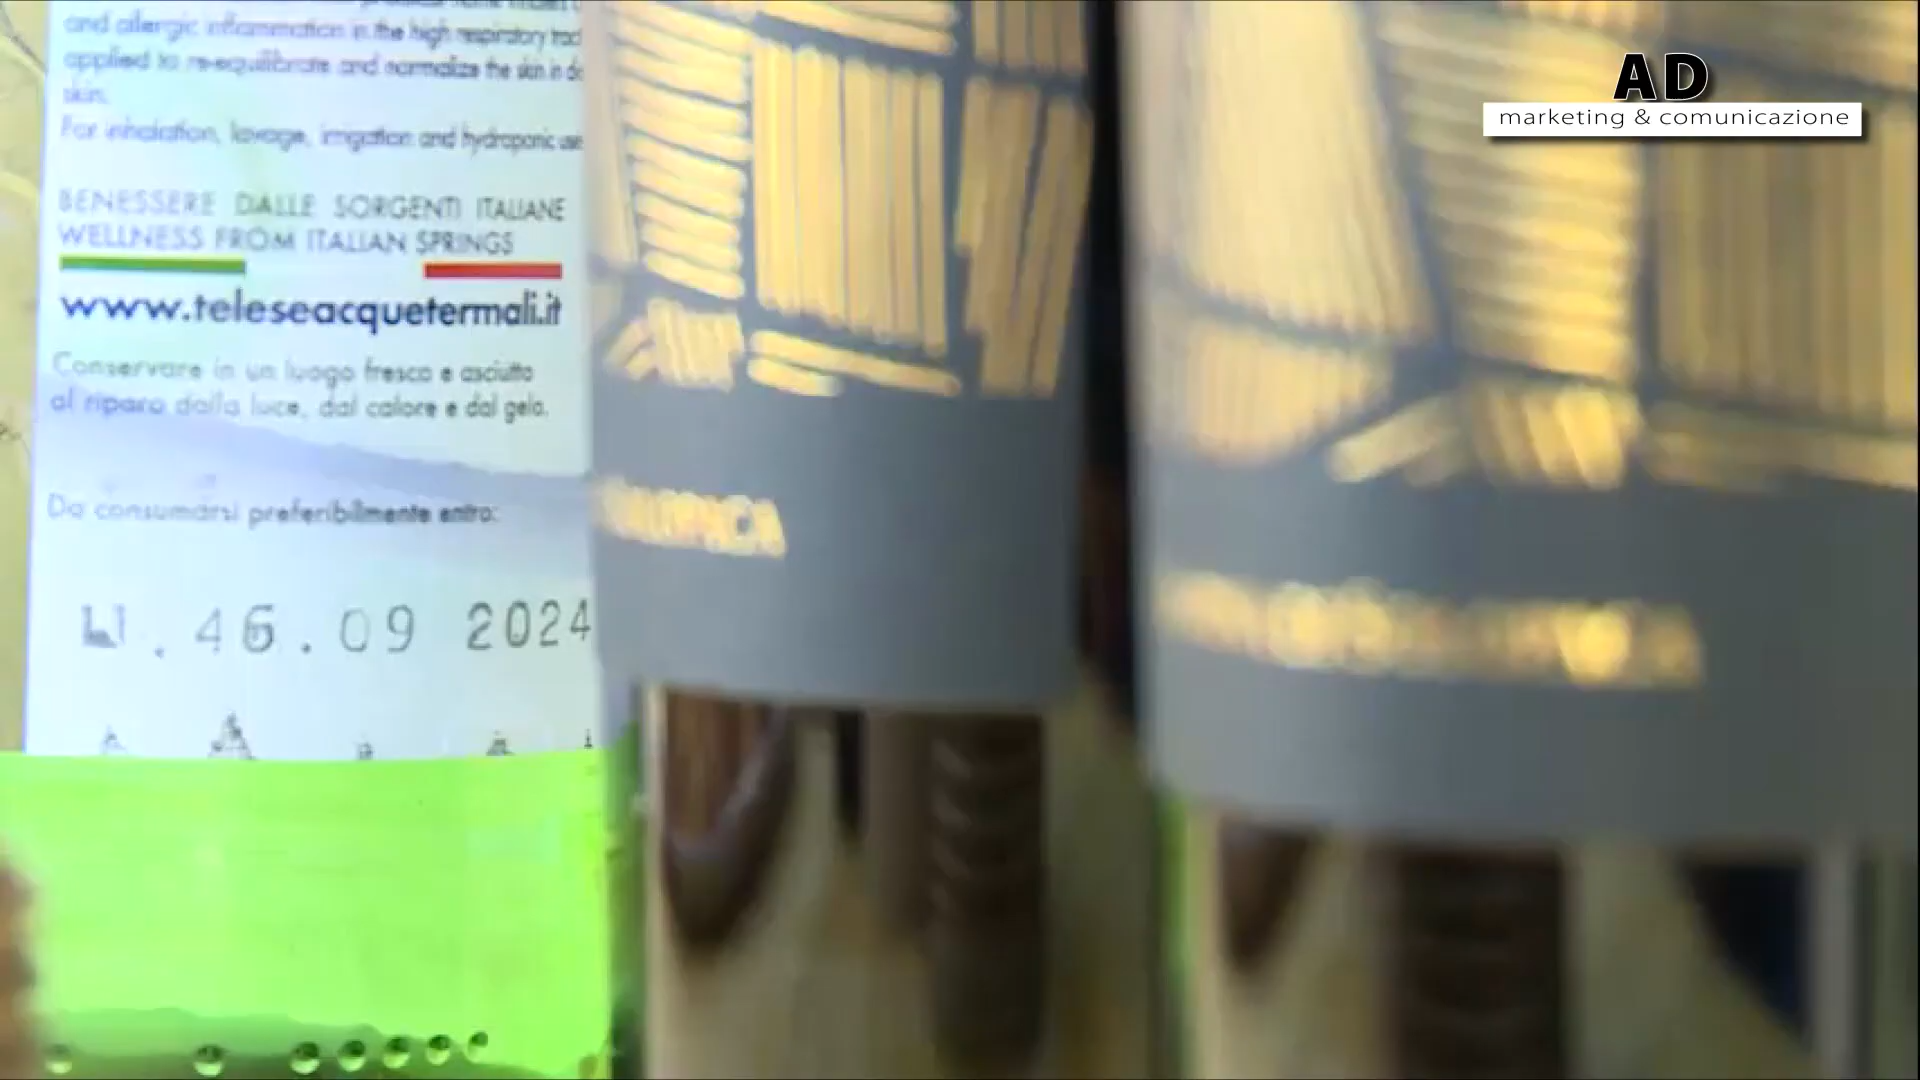 and allergic inflammation in the high respiratory tract
applied to re-equilibrate and normalize the skin in
skin.
For inhalation, lavage, irrigation and hydroponic use
BENESSERE DALLE SORGENTI ITALIANE
WELLNESS FROM ITALIAN SPRINGS
www.teleseacquetermali.it
Conservare in un luogo fresco e asciutto
al riparo dalla luce, dal calore e dal gelo.
Da consumarsi preferibilmente entro:
46.09 2024
AD
marketing & comunicazione